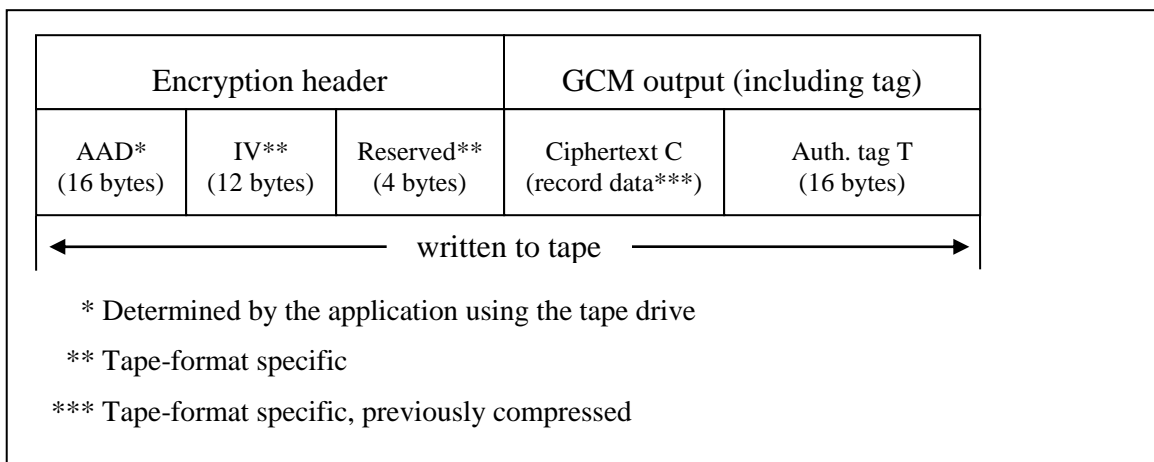 Encryption header
GCM output (including tag)
AAD*
(16 bytes)
IV**
(12 bytes)
Reserved**
(4 bytes)
Ciphertext C
(record data***)
Auth. tag T
(16 bytes)
written to tape
* Determined by the application using the tape drive
** Tape-format specific
*** Tape-format specific, previously compressed